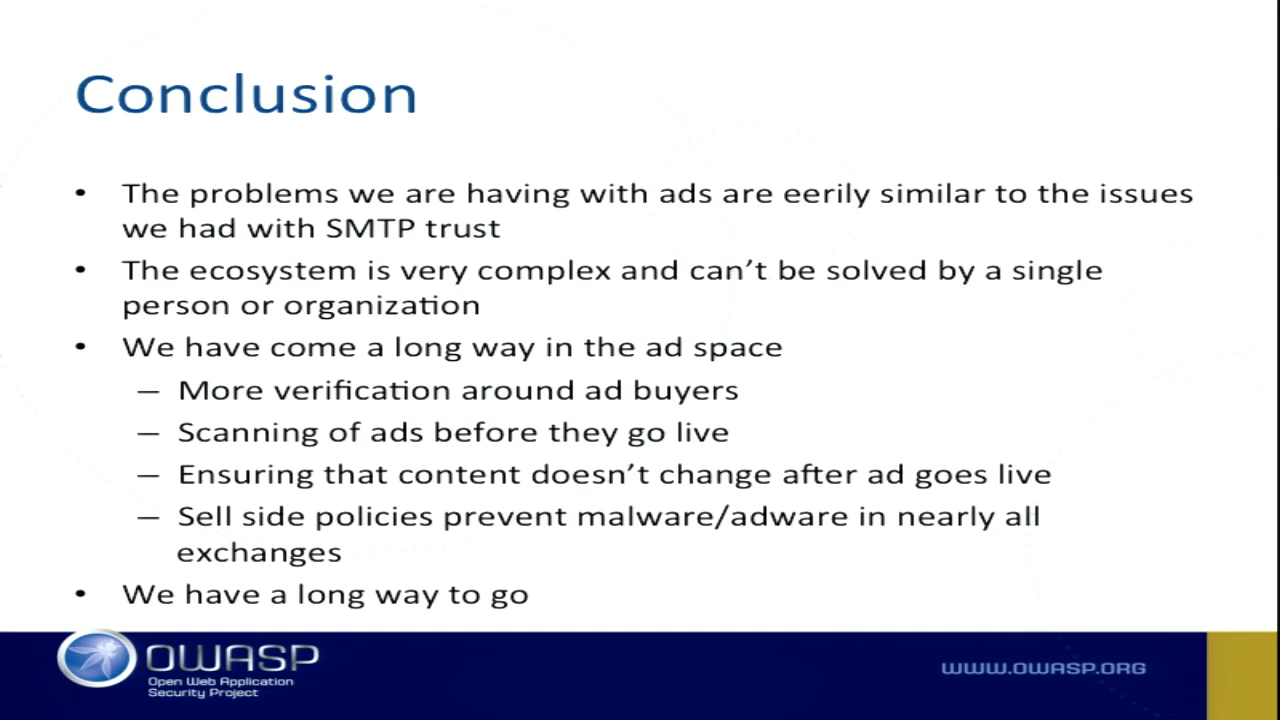 Conclusion
• The problems we are having with ads are eerily similar to the issues
we had with SMTP trust
• The ecosystem is very complex and can’t be solved by a single
person or organization
• We have come a long way in the ad space
– More verification around ad buyers
– Scanning of ads before they go live
– Ensuring that content doesn’t change after ad goes live
– Sell side policies prevent malware/adware in nearly all
exchanges
• We have a long way to go
OWASP
Open Web Application
Security Project
WWW.OWASP.ORG